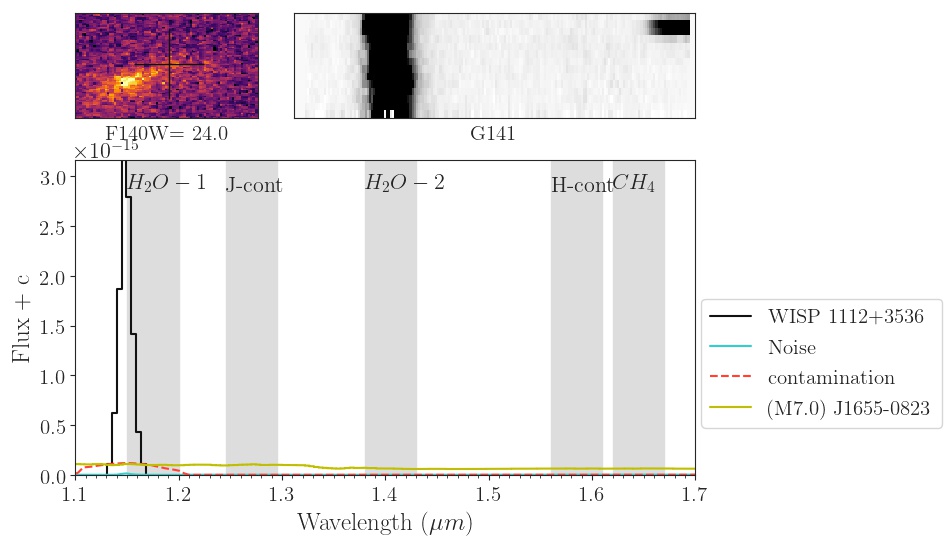 F140W= 24.0
G141
×10⁻¹⁵
H₂O − 1
J-cont
H₂O − 2
H-cont
CH₄
3.0
2.5
2.0
1.5
1.0
0.5
0.0
Flux + c
1.1
1.2
1.3
1.4
1.5
1.6
1.7
Wavelength (μm)
WISP 1112+3536
Noise
contamination
(M7.0) J1655-0823